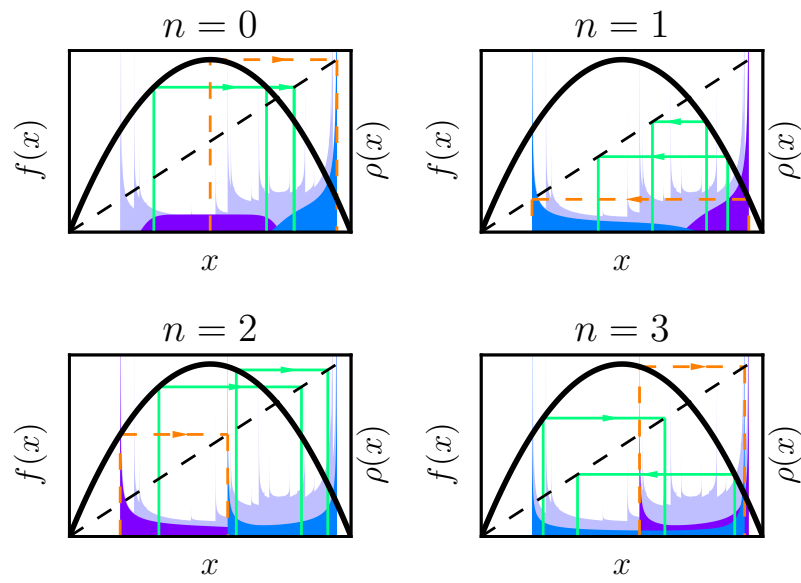 n = 0
n = 1
f(x)
ρ(x)
f(x)
ρ(x)
x
x
n = 2
n = 3
f(x)
ρ(x)
f(x)
ρ(x)
x
x